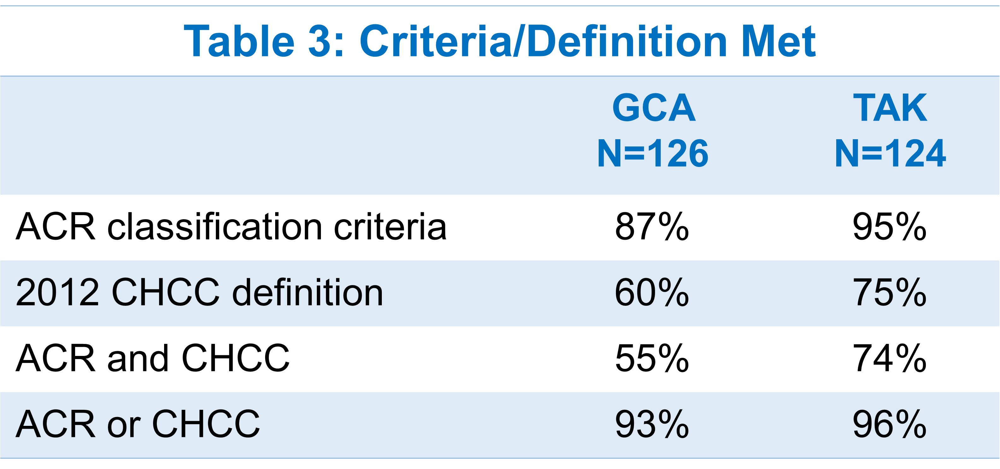 Table 3: Criteria/Definition Met
GCA TAK
N=126 N=124
ACR classification criteria 87% 95%
2012 CHCC definition 60% 75%
ACR and CHCC 55% 74%
ACR or CHCC 93% 96%